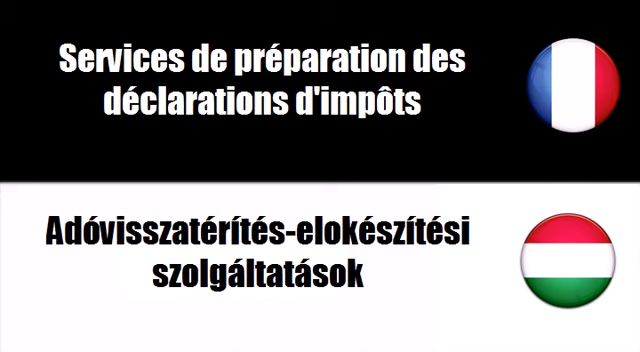 Services de préparation des
déclarations d'impôts
Adóvisszatérítés-elokészítési
szolgáltatások